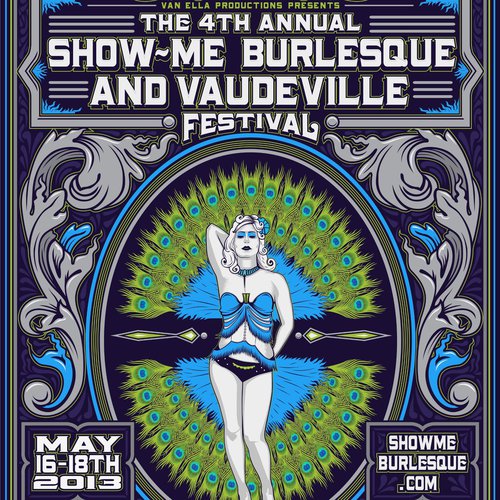 VAN ELLA PRODUCTIONS PRESENTS
THE 4TH ANNUAL
SHOW~ME BURLESQUE
AND VAUDEVILLE
FESTIVAL
MAY
16-18TH
2013
SHOWME
BURLESQUE
.COM